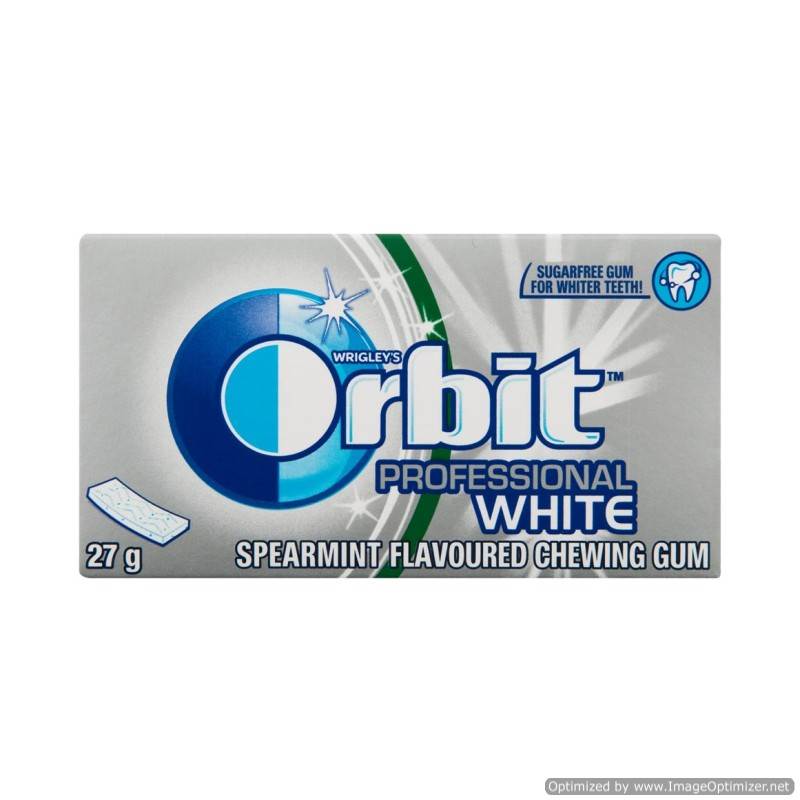 SUGARFREE GUM
FOR WHITER TEETH!
WRIGLEY'S
Orbit™
PROFESSIONAL
WHITE
27 g
SPEARMINT FLAVOURED CHEWING GUM
Optimized by www.ImageOptimizer.net